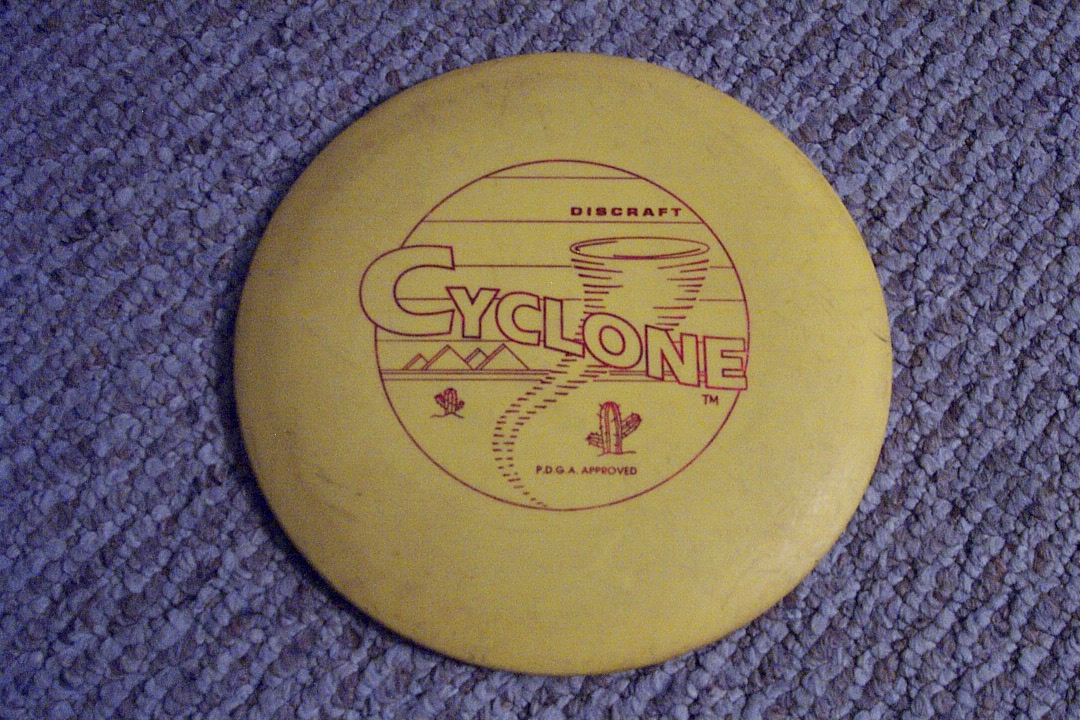 DISCRAFT
CYCLONE
TM
P.D.G.A. APPROVED